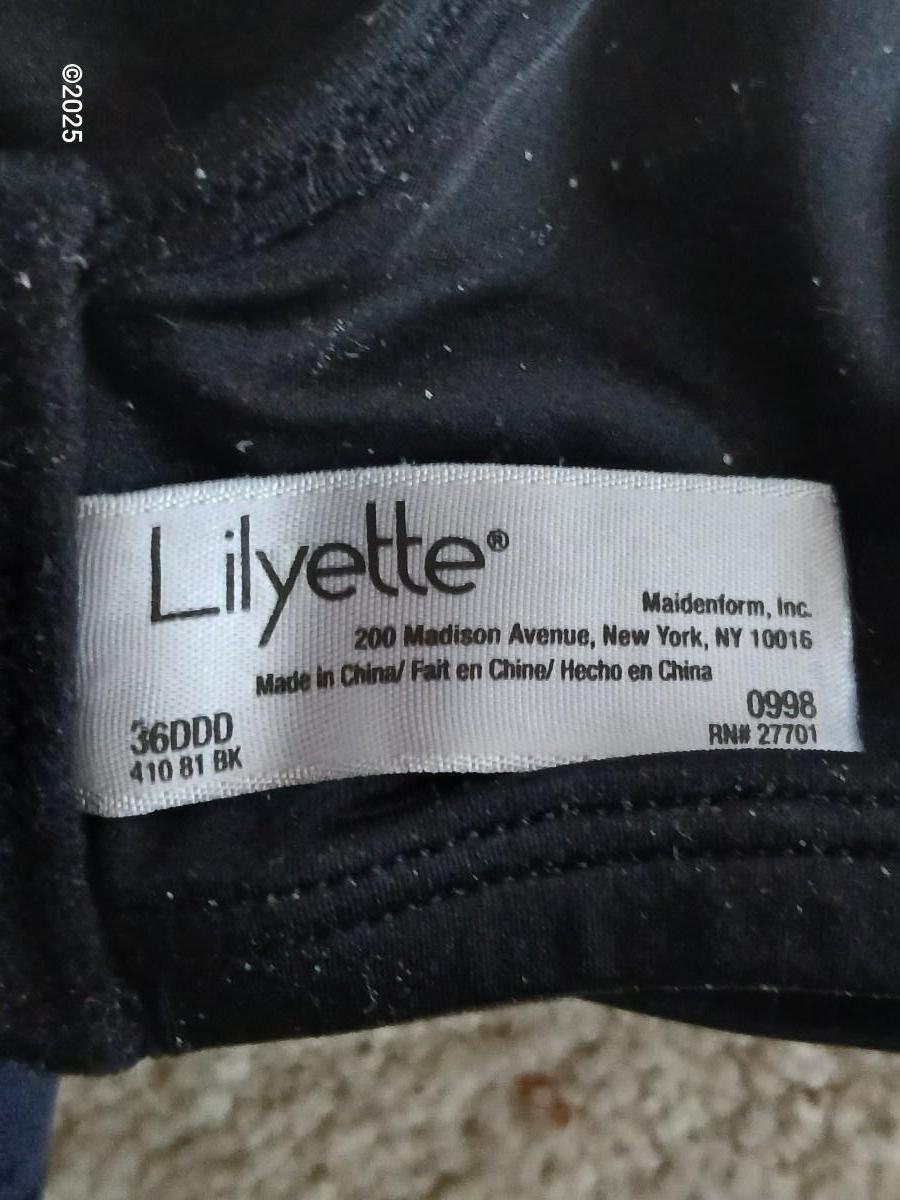 ©2025
Lilyette®
Maidenform, Inc.
200 Madison Avenue, New York, NY 10016
Made in China/ Fait en Chine/ Hecho en China
36DDD 0998
410 81 BK RN# 27701